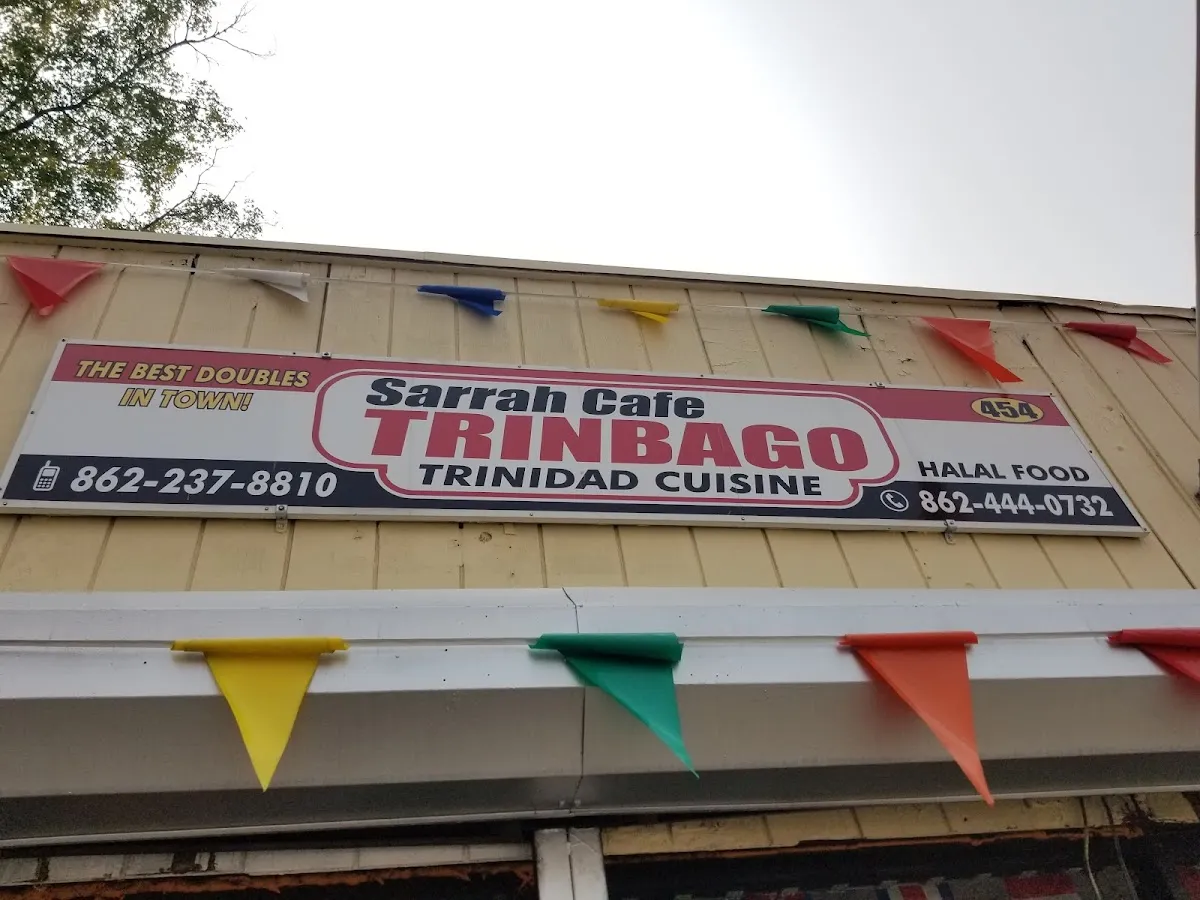 THE BEST DOUBLES
IN TOWN!
862-237-8810
Sarrah Cafe
TRINBAGO
TRINIDAD CUISINE
454
HALAL FOOD
862-444-0732